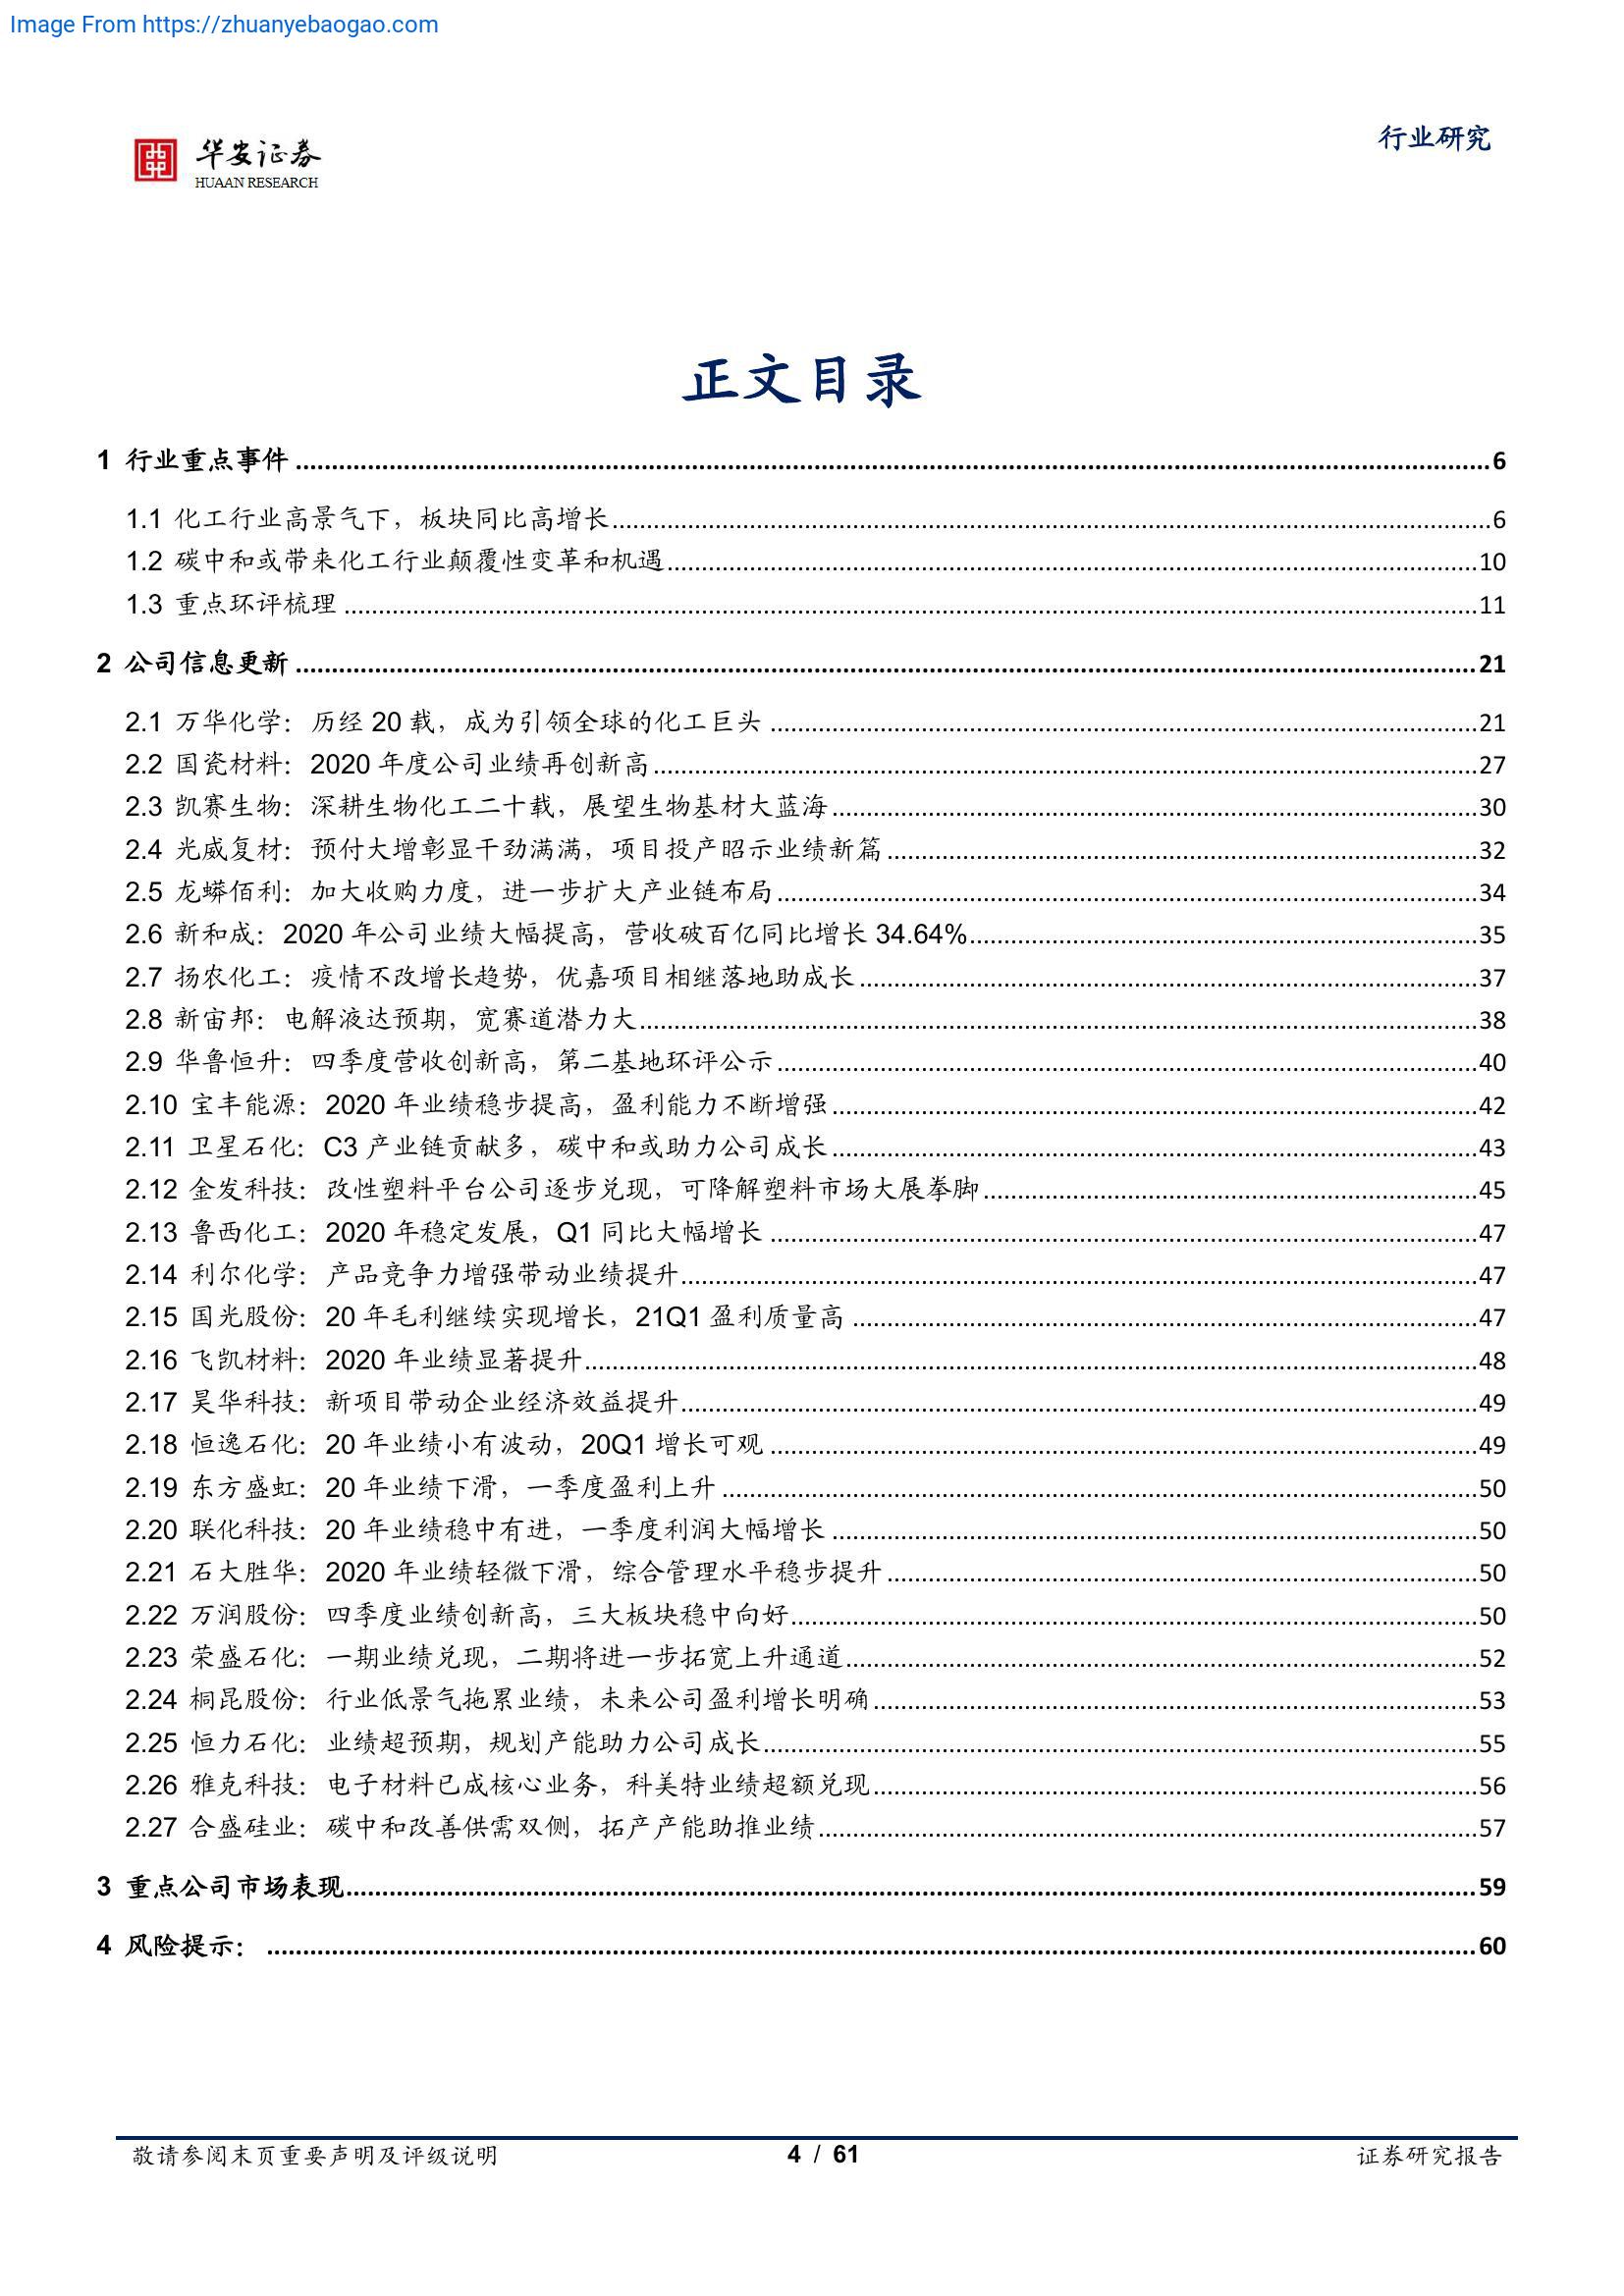 Image From https://zhuanyebaogao.com
华安证券
HUAAN RESEARCH
行业研究
正文目录
1 行业重点事件 6
1.1 化工行业高景气下，板块同比高增长 6
1.2 碳中和或带来化工行业颠覆性变革和机遇 10
1.3 重点环评梳理 11
2 公司信息更新 21
2.1 万华化学：历经 20 载，成为引领全球的化工巨头 21
2.2 国瓷材料：2020 年度公司业绩再创新高 27
2.3 凯赛生物：深耕生物化工二十载，展望生物基材大蓝海 30
2.4 光威复材：预付大增彰显干劲满满，项目投产昭示业绩新篇 32
2.5 龙蟒佰利：加大收购力度，进一步扩大产业链布局 34
2.6 新和成：2020 年公司业绩大幅提高，营收破百亿同比增长 34.64% 35
2.7 扬农化工：疫情不改增长趋势，优嘉项目相继落地助成长 37
2.8 新宙邦：电解液达预期，宽赛道潜力大 38
2.9 华鲁恒升：四季度营收创新高，第二基地环评公示 40
2.10 宝丰能源：2020 年业绩稳步提高，盈利能力不断增强 42
2.11 卫星石化：C3 产业链贡献多，碳中和或助力公司成长 43
2.12 金发科技：改性塑料平台公司逐步兑现，可降解塑料市场大展拳脚 45
2.13 鲁西化工：2020 年稳定发展，Q1 同比大幅增长 47
2.14 利尔化学：产品竞争力增强带动业绩提升 47
2.15 国光股份：20 年毛利继续实现增长，21Q1 盈利质量高 47
2.16 飞凯材料：2020 年业绩显著提升 48
2.17 昊华科技：新项目带动企业经济效益提升 49
2.18 恒逸石化：20 年业绩小有波动，20Q1 增长可观 49
2.19 东方盛虹：20 年业绩下滑，一季度盈利上升 50
2.20 联化科技：20 年业绩稳中有进，一季度利润大幅增长 50
2.21 石大胜华：2020 年业绩轻微下滑，综合管理水平稳步提升 50
2.22 万润股份：四季度业绩创新高，三大板块稳中向好 50
2.23 荣盛石化：一期业绩兑现，二期将进一步拓宽上升通道 52
2.24 桐昆股份：行业低景气拖累业绩，未来公司盈利增长明确 53
2.25 恒力石化：业绩超预期，规划产能助力公司成长 55
2.26 雅克科技：电子材料已成核心业务，科美特业绩超额兑现 56
2.27 合盛硅业：碳中和改善供需双侧，拓产产能助推业绩 57
3 重点公司市场表现 59
4 风险提示： 60
敬请参阅末页重要声明及评级说明
4 / 61
证券研究报告